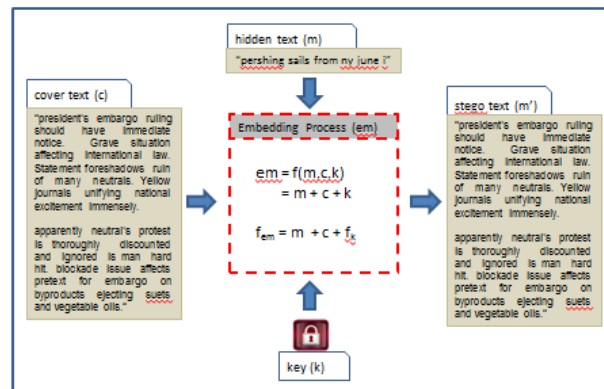 hidden text (m)
"pershing sails from ny june i"
cover text (c)
"president's embargo ruling
should have immediate
notice. Grave situation
affecting international law.
Statement foreshadows ruin
of many neutrals. Yellow
journals unifying national
excitement immensely.
apparently neutral's protest
is thoroughly discounted
and ignored is man hard
hit. blockade issue affects
pretext for embargo on
byproducts ejecting suets
and vegetable oils."
Embedding Process (em)
em = f(m,c,k)
= m + c + k
fem = m + c + fk
stego text (m')
"president's embargo ruling
should have immediate
notice. Grave situation
affecting international law.
Statement foreshadows ruin
of many neutrals. Yellow
journals unifying national
excitement immensely.
apparently neutral's protest
is thoroughly discounted
and ignored is man hard
hit. blockade issue affects
pretext for embargo on
byproducts ejecting suets
and vegetable oils."
key (k)